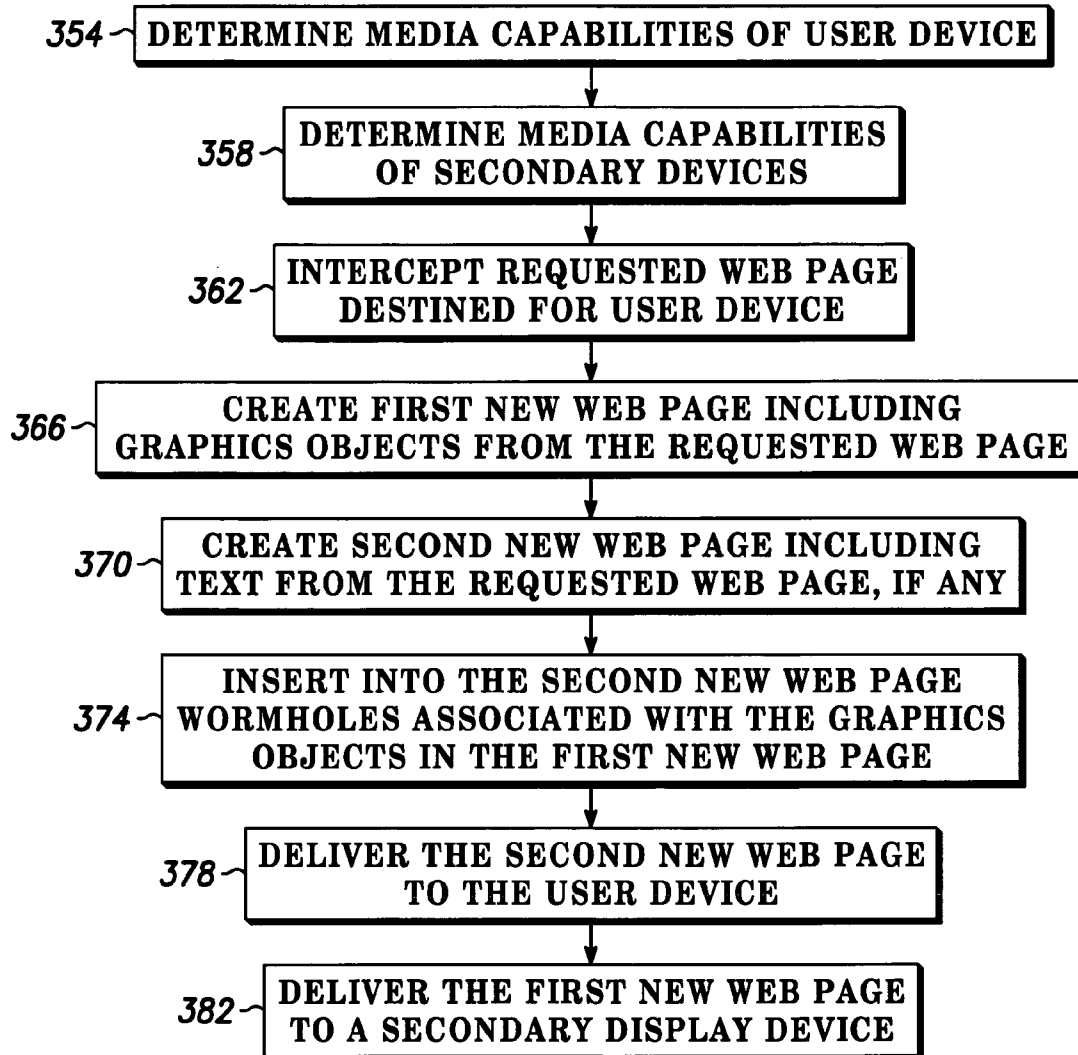 354 DETERMINE MEDIA CAPABILITIES OF USER DEVICE
358 DETERMINE MEDIA CAPABILITIES
OF SECONDARY DEVICES
362 INTERCEPT REQUESTED WEB PAGE
DESTINED FOR USER DEVICE
366 CREATE FIRST NEW WEB PAGE INCLUDING
GRAPHICS OBJECTS FROM THE REQUESTED WEB PAGE
370 CREATE SECOND NEW WEB PAGE INCLUDING
TEXT FROM THE REQUESTED WEB PAGE, IF ANY
374 INSERT INTO THE SECOND NEW WEB PAGE
WORMHOLES ASSOCIATED WITH THE GRAPHICS
OBJECTS IN THE FIRST NEW WEB PAGE
378 DELIVER THE SECOND NEW WEB PAGE
TO THE USER DEVICE
382 DELIVER THE FIRST NEW WEB PAGE
TO A SECONDARY DISPLAY DEVICE